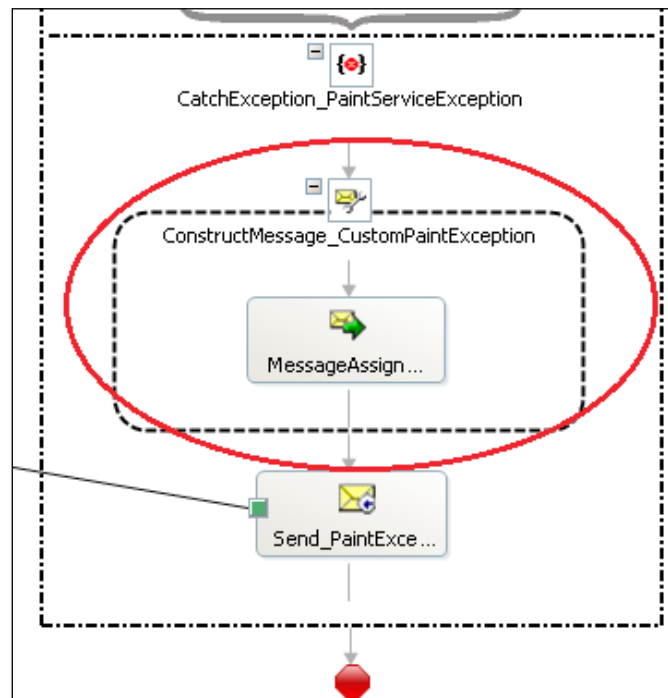 CatchException_PaintServiceException
ConstructMessage_CustomPaintException
MessageAssign...
Send_PaintExce...